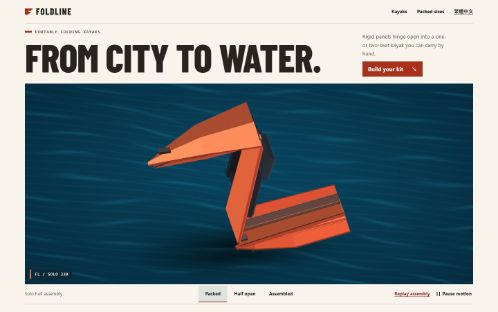 FOLDLINE
Kayaks
Packed sizes
繁體中文
PORTABLE FOLDING KAYAKS
FROM CITY TO WATER.
Rigid panels hinge open into a one-
or two-seat kayak you can carry by
hand.
Build your kit
FL / SOLO 330
Solo hull assembly
Packed
Half open
Assembled
Replay assembly
Pause motion